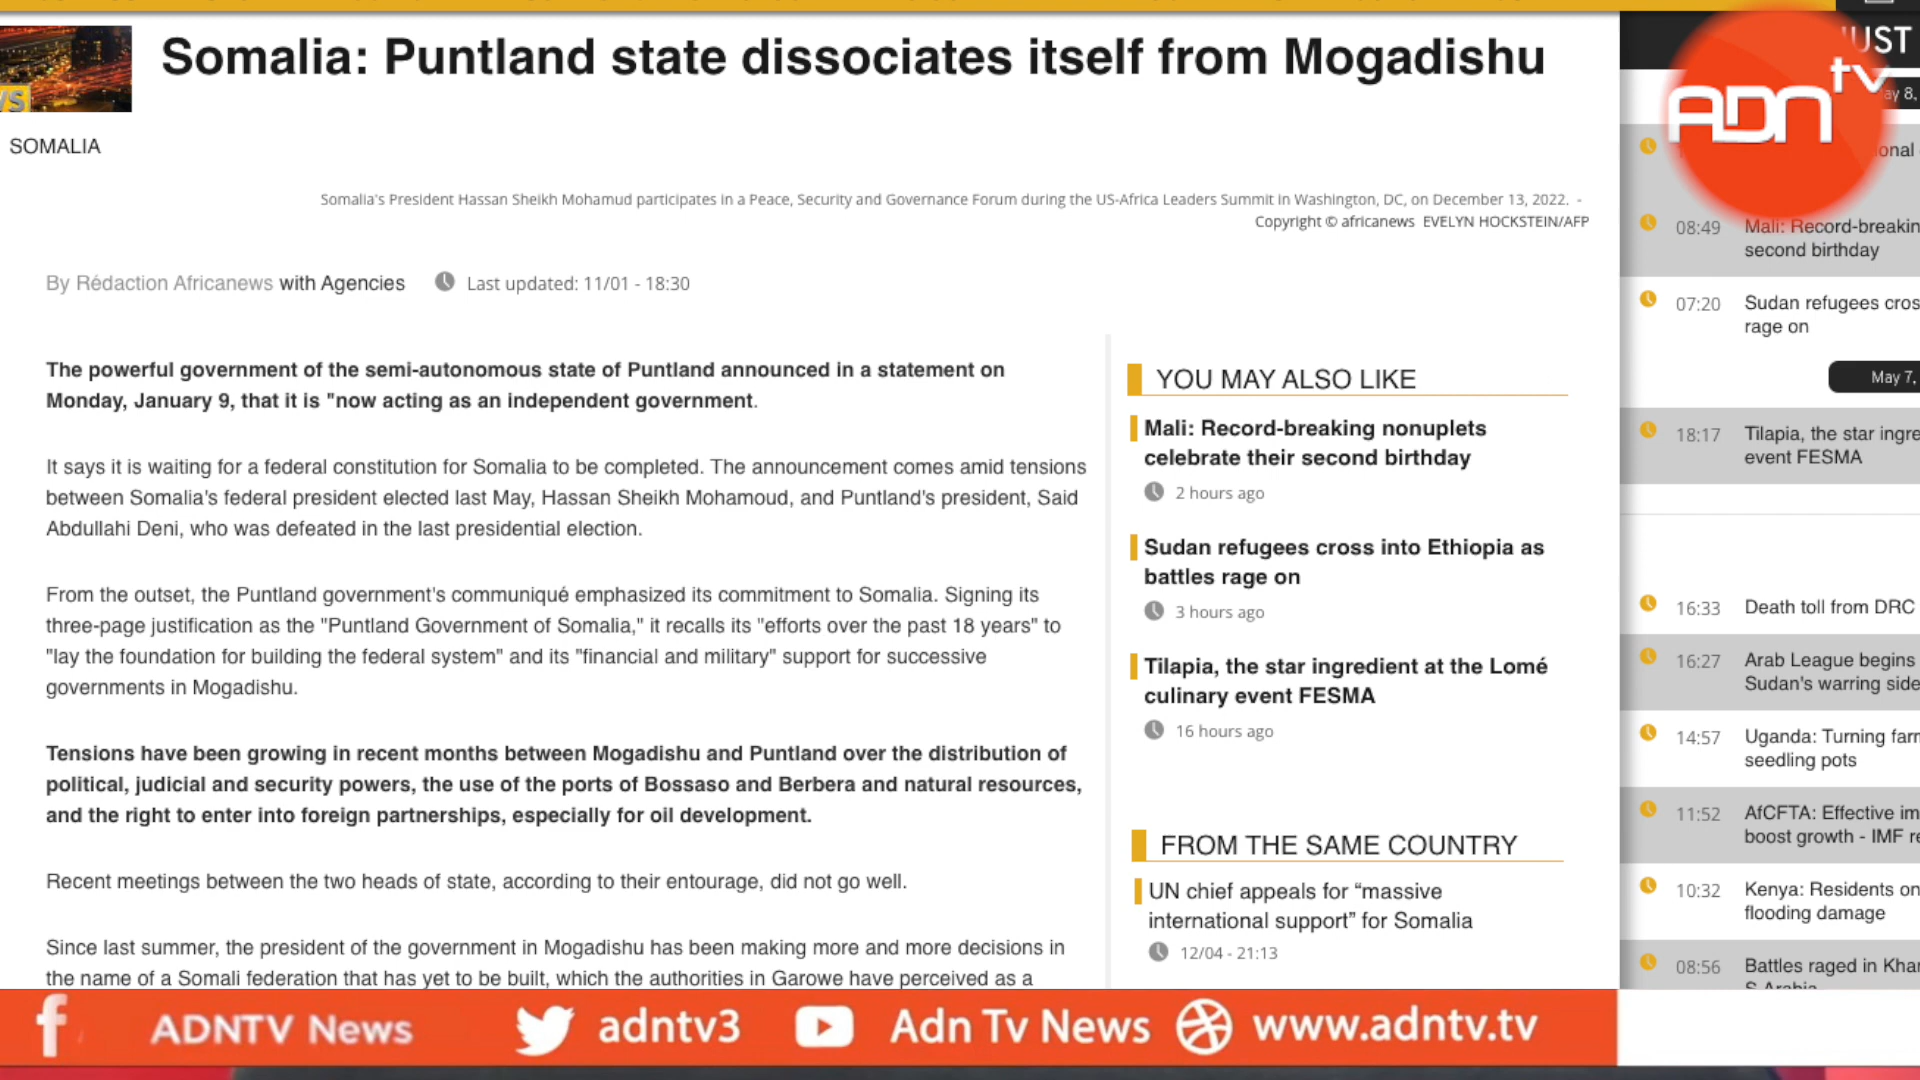 Somalia: Puntland state dissociates itself from Mogadishu
SOMALIA
Somalia's President Hassan Sheikh Mohamud participates in a Peace, Security and Governance Forum during the US-Africa Leaders Summit in Washington, DC, on December 13, 2022. -
Copyright © africanews EVELYN HOCKSTEIN/AFP
By Rédaction Africanews with Agencies Last updated: 11/01 - 18:30
The powerful government of the semi-autonomous state of Puntland announced in a statement on
Monday, January 9, that it is "now acting as an independent government.
It says it is waiting for a federal constitution for Somalia to be completed. The announcement comes amid tensions
between Somalia's federal president elected last May, Hassan Sheikh Mohamoud, and Puntland's president, Said
Abdullahi Deni, who was defeated in the last presidential election.
From the outset, the Puntland government's communiqué emphasized its commitment to Somalia. Signing its
three-page justification as the "Puntland Government of Somalia," it recalls its "efforts over the past 18 years" to
"lay the foundation for building the federal system" and its "financial and military" support for successive
governments in Mogadishu.
Tensions have been growing in recent months between Mogadishu and Puntland over the distribution of
political, judicial and security powers, the use of the ports of Bossaso and Berbera and natural resources,
and the right to enter into foreign partnerships, especially for oil development.
Recent meetings between the two heads of state, according to their entourage, did not go well.
Since last summer, the president of the government in Mogadishu has been making more and more decisions in
the name of a Somali federation that has yet to be built, which the authorities in Garowe have perceived as a
YOU MAY ALSO LIKE
Mali: Record-breaking nonuplets
celebrate their second birthday
2 hours ago
Sudan refugees cross into Ethiopia as
battles rage on
3 hours ago
Tilapia, the star ingredient at the Lomé
culinary event FESMA
16 hours ago
FROM THE SAME COUNTRY
UN chief appeals for “massive
international support” for Somalia
12/04 - 21:13
JUST
ADN tv
8,
08:49 Mali: Record-breakin
second birthday
07:20 Sudan refugees cros
rage on
May 7,
18:17 Tilapia, the star ingre
event FESMA
16:33 Death toll from DRC
16:27 Arab League begins
Sudan's warring side
14:57 Uganda: Turning farm
seedling pots
11:52 AfCFTA: Effective im
boost growth - IMF re
10:32 Kenya: Residents on
flooding damage
08:56 Battles raged in Khar
ADNTV News adntv3 Adn Tv News www.adntv.tv